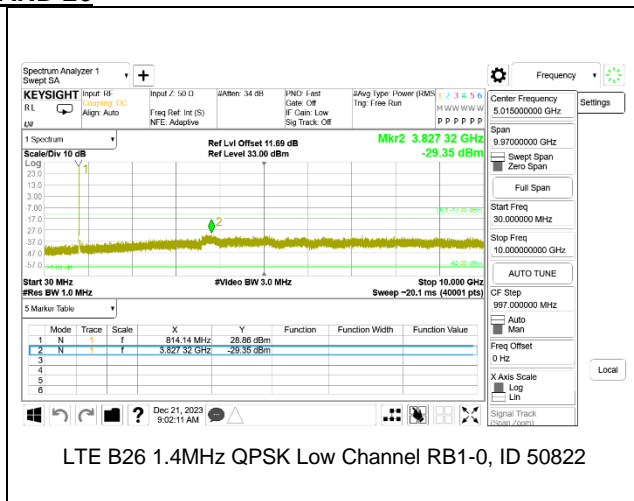 Spectrum Analyzer 1
Swept SA
+
Frequency
KEYSIGHT
RL
Input: RF
Coupling: DC
Align: Auto
Input Z: 50 Ω
Freq Ref: Int (S)
NFE: Adaptive
#Atten: 34 dB
PNO: Fast
Gate: Off
IF Gain: Low
Sig Track: Off
#Avg Type: Power (RMS
Trig: Free Run
1 2 3 4 5 6
M W W W W W
P P P P P P
Center Frequency
5.015000000 GHz
Settings
1 Spectrum
Scale/Div 10 dB
Log
Ref Lvl Offset 11.69 dB
Ref Level 33.00 dBm
Mkr2 3.827 32 GHz
-29.35 dBm
Span
9.97000000 GHz
Swept Span
Zero Span
Full Span
Start Freq
30.000000 MHz
Stop Freq
10.000000000 GHz
AUTO TUNE
CF Step
997.000000 MHz
Auto
Man
Freq Offset
0 Hz
X Axis Scale
Log
Lin
Signal Track
(Span Zoom)
Local
23.0
13.0
3.00
-7.00
-17.0
-27.0
-37.0
-47.0
-57.0
1
2
Start 30 MHz
#Res BW 1.0 MHz
#Video BW 3.0 MHz
Stop 10.000 GHz
Sweep ~20.1 ms (40001 pts)
5 Marker Table
Mode Trace Scale X Y Function Function Width Function Value
1 N 1 f 814.14 MHz 28.86 dBm
2 N 1 f 3.827 32 GHz -29.35 dBm
3
4
5
6
?
Dec 21, 2023
9:02:11 AM
LTE B26 1.4MHz QPSK Low Channel RB1-0, ID 50822